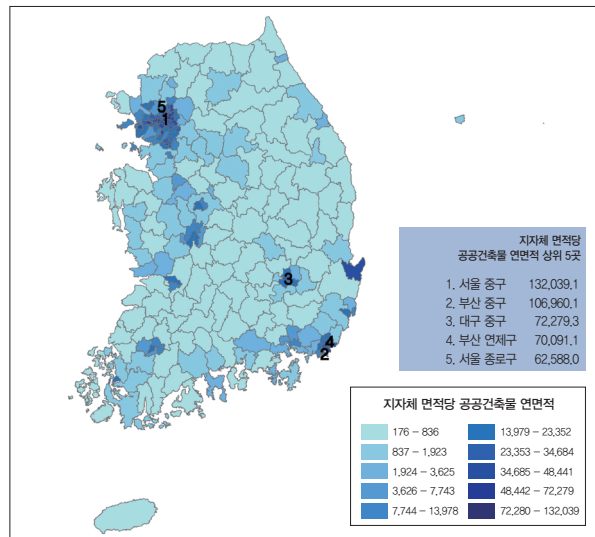 5
1
3
4
2
지자체 면적당
공공건축물 연면적 상위 5곳
1. 서울 중구 132,039.1
2. 부산 중구 106,960.1
3. 대구 중구 72,279.3
4. 부산 연제구 70,091.1
5. 서울 종로구 62,588.0
지자체 면적당 공공건축물 연면적
176 – 836
837 – 1,923
1,924 – 3,625
3,626 – 7,743
7,744 – 13,978
13,979 – 23,352
23,353 – 34,684
34,685 – 48,441
48,442 – 72,279
72,280 – 132,039